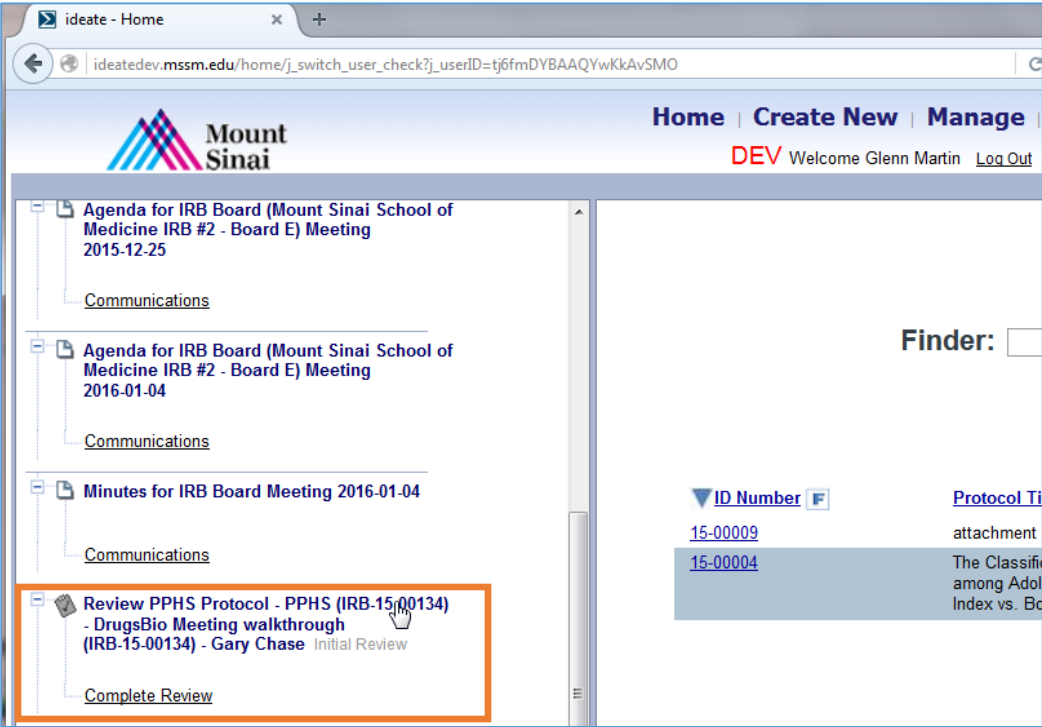 ideate - Home
ideatedev.mssm.edu/home/j_switch_user_check?j_userID=tj6fmDYBAAQYwKkAvSMO
Mount
Sinai
Home | Create New | Manage |
DEV Welcome Glenn Martin Log Out
Agenda for IRB Board (Mount Sinai School of
Medicine IRB #2 - Board E) Meeting
2015-12-25
Communications
Agenda for IRB Board (Mount Sinai School of
Medicine IRB #2 - Board E) Meeting
2016-01-04
Communications
Minutes for IRB Board Meeting 2016-01-04
Communications
Review PPHS Protocol - PPHS (IRB-15-00134)
- DrugsBio Meeting walkthrough
(IRB-15-00134) - Gary Chase Initial Review
Complete Review
Finder:
ID Number F
Protocol Ti
15-00009
attachment
15-00004
The Classifi
among Adol
Index vs. Bo